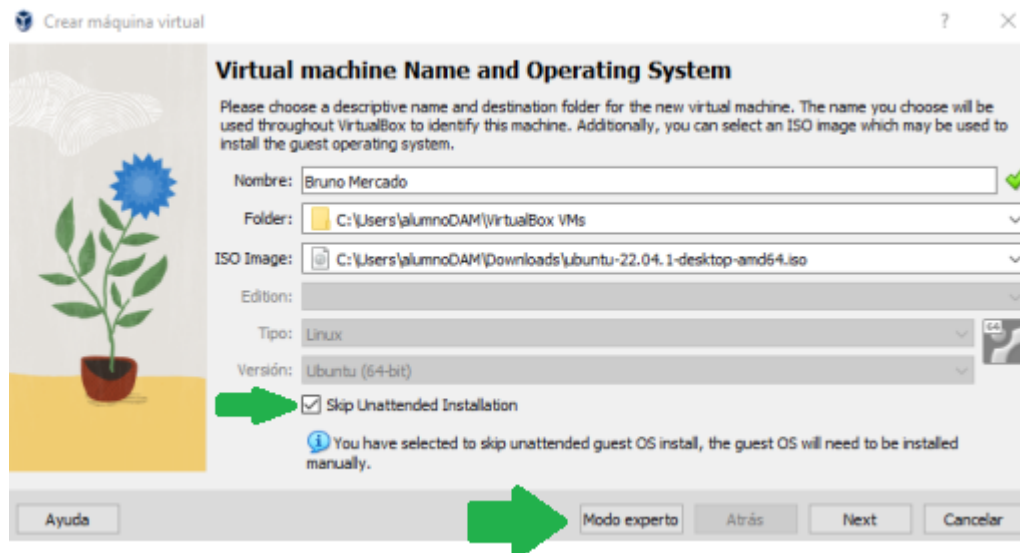 Crear máquina virtual
Virtual machine Name and Operating System
Please choose a descriptive name and destination folder for the new virtual machine. The name you choose will be
used throughout VirtualBox to identify this machine. Additionally, you can select an ISO image which may be used to
install the guest operating system.
Nombre: Bruno Mercado
Folder: C:\Users\alumnoDAM\VirtualBox VMs
ISO Image: C:\Users\alumnoDAM\Downloads\ubuntu-22.04.1-desktop-amd64.iso
Edition:
Tipo: Linux
64
Versión: Ubuntu (64-bit)
Skip Unattended Installation
You have selected to skip unattended guest OS install, the guest OS will need to be installed
manually.
Ayuda Modo experto Atrás Next Cancelar